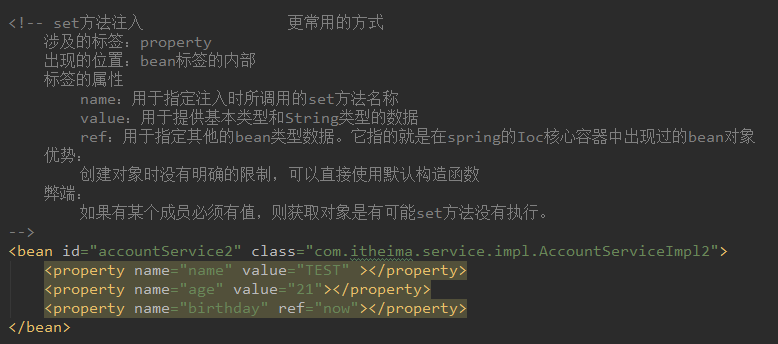 <!-- set方法注入                更常用的方式
    涉及的标签：property
    出现的位置：bean标签的内部
    标签的属性
        name：用于指定注入时所调用的set方法名称
        value：用于提供基本类型和String类型的数据
        ref：用于指定其他的bean类型数据。它指的就是在spring的Ioc核心容器中出现过的bean对象
    优势：
        创建对象时没有明确的限制，可以直接使用默认构造函数
    弊端：
        如果有某个成员必须有值，则获取对象是有可能set方法没有执行。
-->
<bean id="accountService2" class="com.itheima.service.impl.AccountServiceImpl2">
    <property name="name" value="TEST" ></property>
    <property name="age" value="21"></property>
    <property name="birthday" ref="now"></property>
</bean>